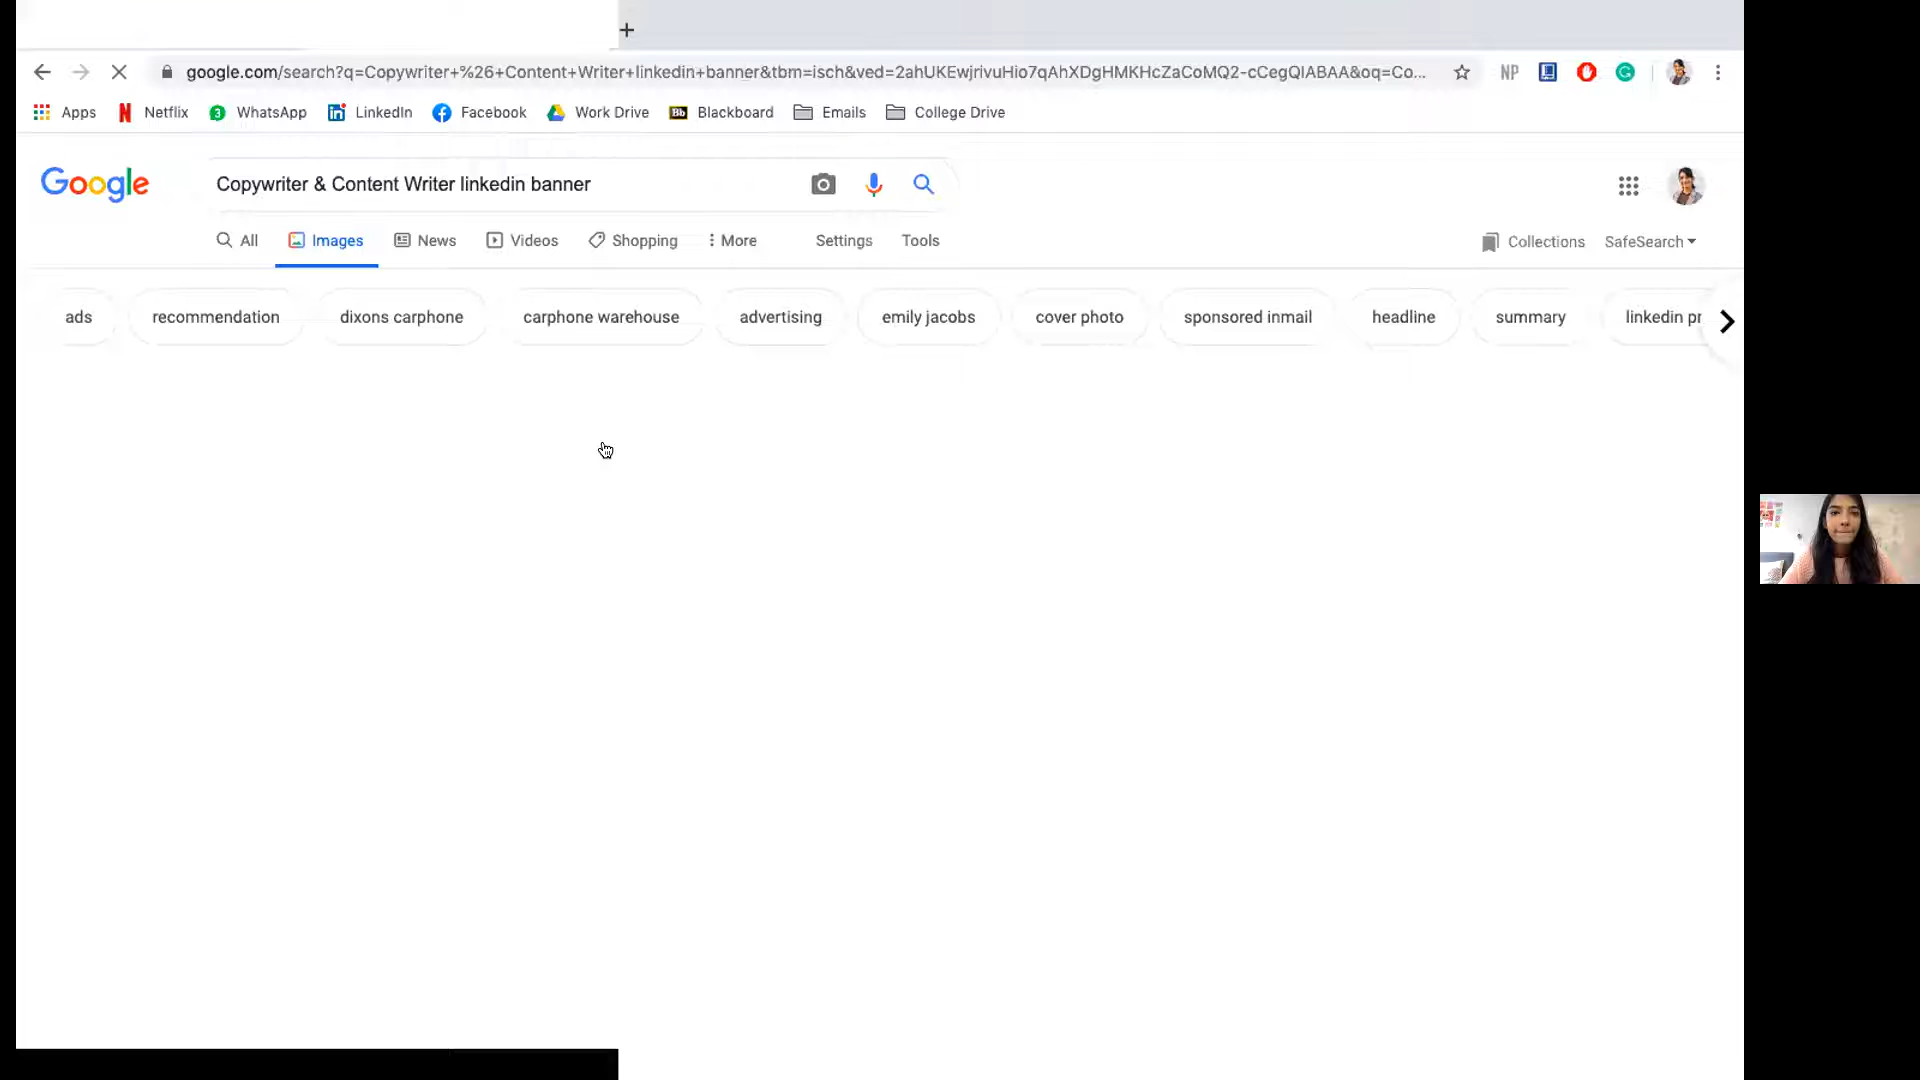 google.com/search?q=Copywriter+%26+Content+Writer+linkedin+banner&tbm=isch&ved=2ahUKEwjrivuHio7qAhXDgHMKHcZaCoMQ2-cCegQIABAA&oq=Co...
NP
Apps Netflix 3 WhatsApp LinkedIn Facebook Work Drive Bb Blackboard Emails College Drive
Google Copywriter & Content Writer linkedin banner
All Images News Videos Shopping More Settings Tools Collections SafeSearch
ads recommendation dixons carphone carphone warehouse advertising emily jacobs cover photo sponsored inmail headline summary linkedin pr